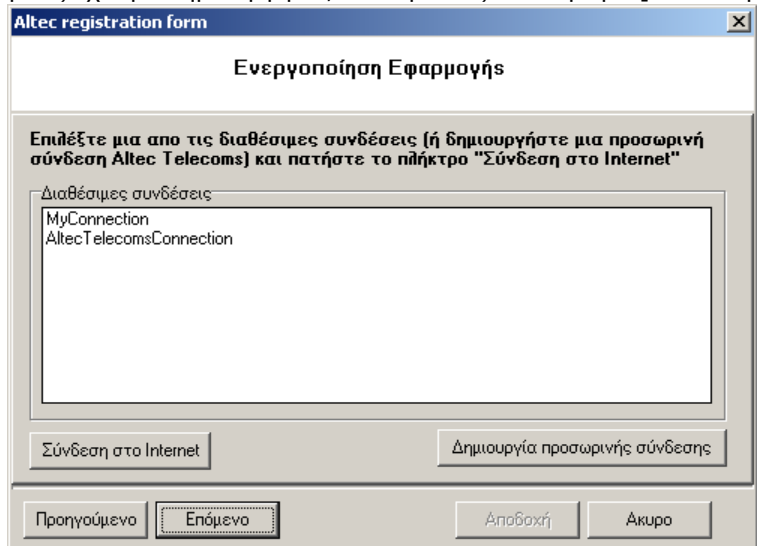 Altec registration form
Ενεργοποίηση Εφαρμογής
Επιλέξτε μια απο τις διαθέσιμες συνδέσεις (ή δημιουργήστε μια προσωρινή
σύνδεση Altec Telecoms) και πατήστε το πλήκτρο "Σύνδεση στο Internet"
Διαθέσιμες συνδέσεις
MyConnection
AltecTelecomsConnection
Σύνδεση στο Internet
Δημιουργία προσωρινής σύνδεσης
Προηγούμενο
Επόμενο
Αποδοχή
Ακυρο